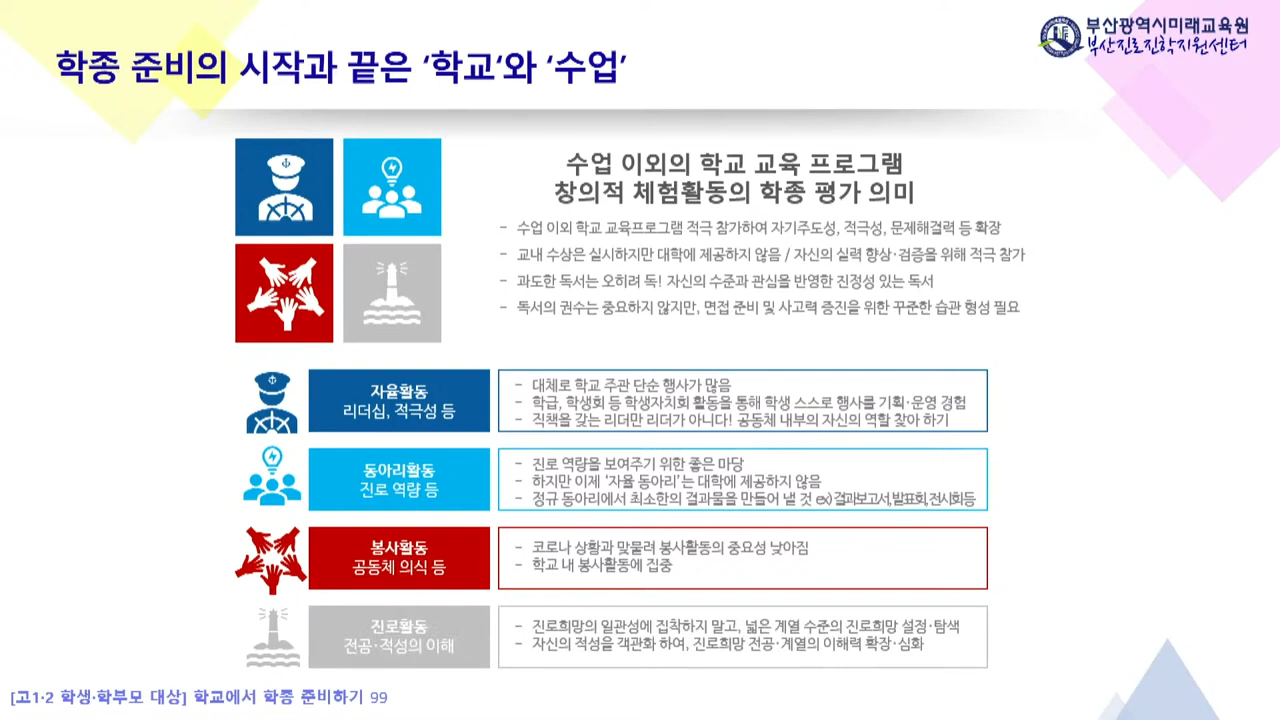 부산광역시미래교육원
부산진로진학지원센터
학종 준비의 시작과 끝은 ‘학교‘와 ‘수업’
수업 이외의 학교 교육 프로그램
창의적 체험활동의 학종 평가 의미
- 수업 이외 학교 교육프로그램 적극 참가하여 자기주도성, 적극성, 문제해결력 등 확장
- 교내 수상은 실시하지만 대학에 제공하지 않음 / 자신의 실력 향상·검증을 위해 적극 참가
- 과도한 독서는 오히려 독! 자신의 수준과 관심을 반영한 진정성 있는 독서
- 독서의 권수는 중요하지 않지만, 면접 준비 및 사고력 증진을 위한 꾸준한 습관 형성 필요
자율활동
리더십, 적극성 등
- 대체로 학교 주관 단순 행사가 많음
- 학급, 학생회 등 학생자치회 활동을 통해 학생 스스로 행사를 기획·운영 경험
- 직책을 갖는 리더만 리더가 아니다! 공동체 내부의 자신의 역할 찾아 하기
동아리활동
진로 역량 등
- 진로 역량을 보여주기 위한 좋은 마당
- 하지만 이제 ‘자율 동아리’는 대학에 제공하지 않음
- 정규 동아리에서 최소한의 결과물을 만들어 낼 것 ex) 결과보고서, 발표회, 전시회 등
봉사활동
공동체 의식 등
- 코로나 상황과 맞물려 봉사활동의 중요성 낮아짐
- 학교 내 봉사활동에 집중
진로활동
전공·적성의 이해
- 진로희망의 일관성에 집착하지 말고, 넓은 계열 수준의 진로희망 설정·탐색
- 자신의 적성을 객관화 하여, 진로희망 전공·계열의 이해력 확장·심화
[고1·2 학생·학부모 대상] 학교에서 학종 준비하기 99